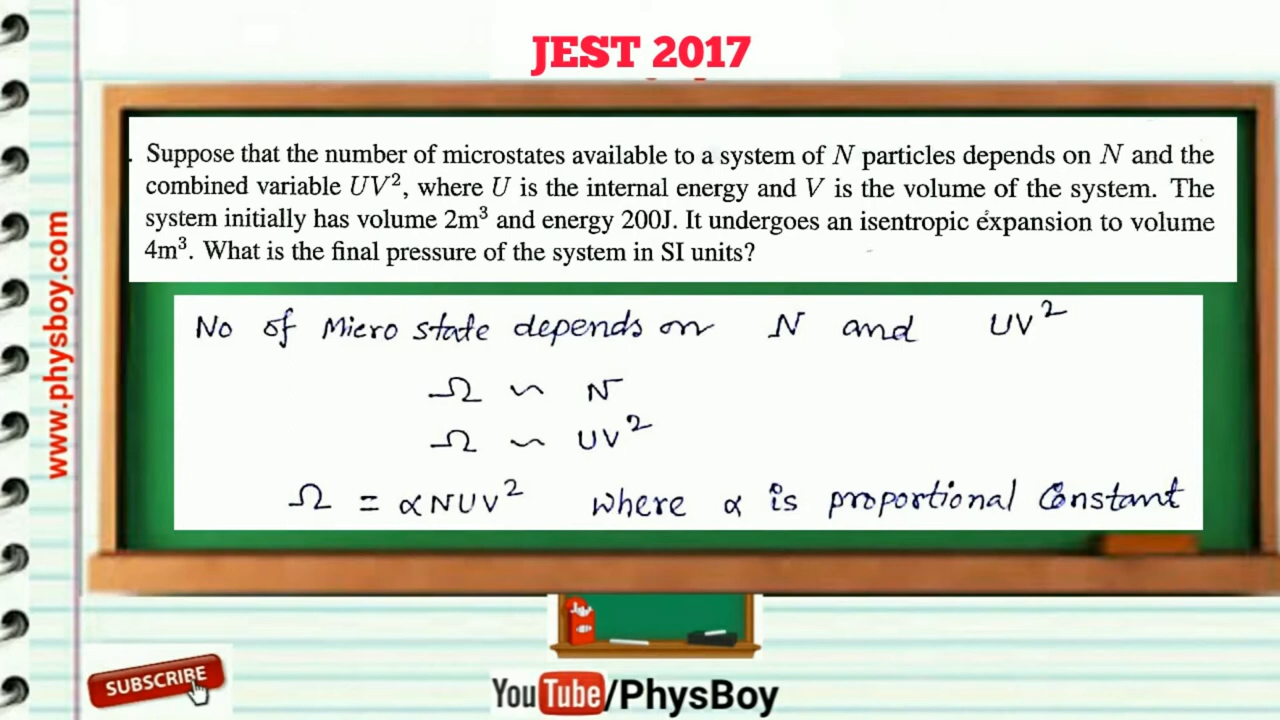 JEST 2017
. Suppose that the number of microstates available to a system of N particles depends on N and the
combined variable UV², where U is the internal energy and V is the volume of the system. The
system initially has volume 2m³ and energy 200J. It undergoes an isentropic expansion to volume
4m³. What is the final pressure of the system in SI units?
No of Micro state depends on N and UV²
Ω ~ N
Ω ~ UV²
Ω = αNUV² where α is proportional Constant
www.physboy.com
SUBSCRIBE
YouTube/PhysBoy